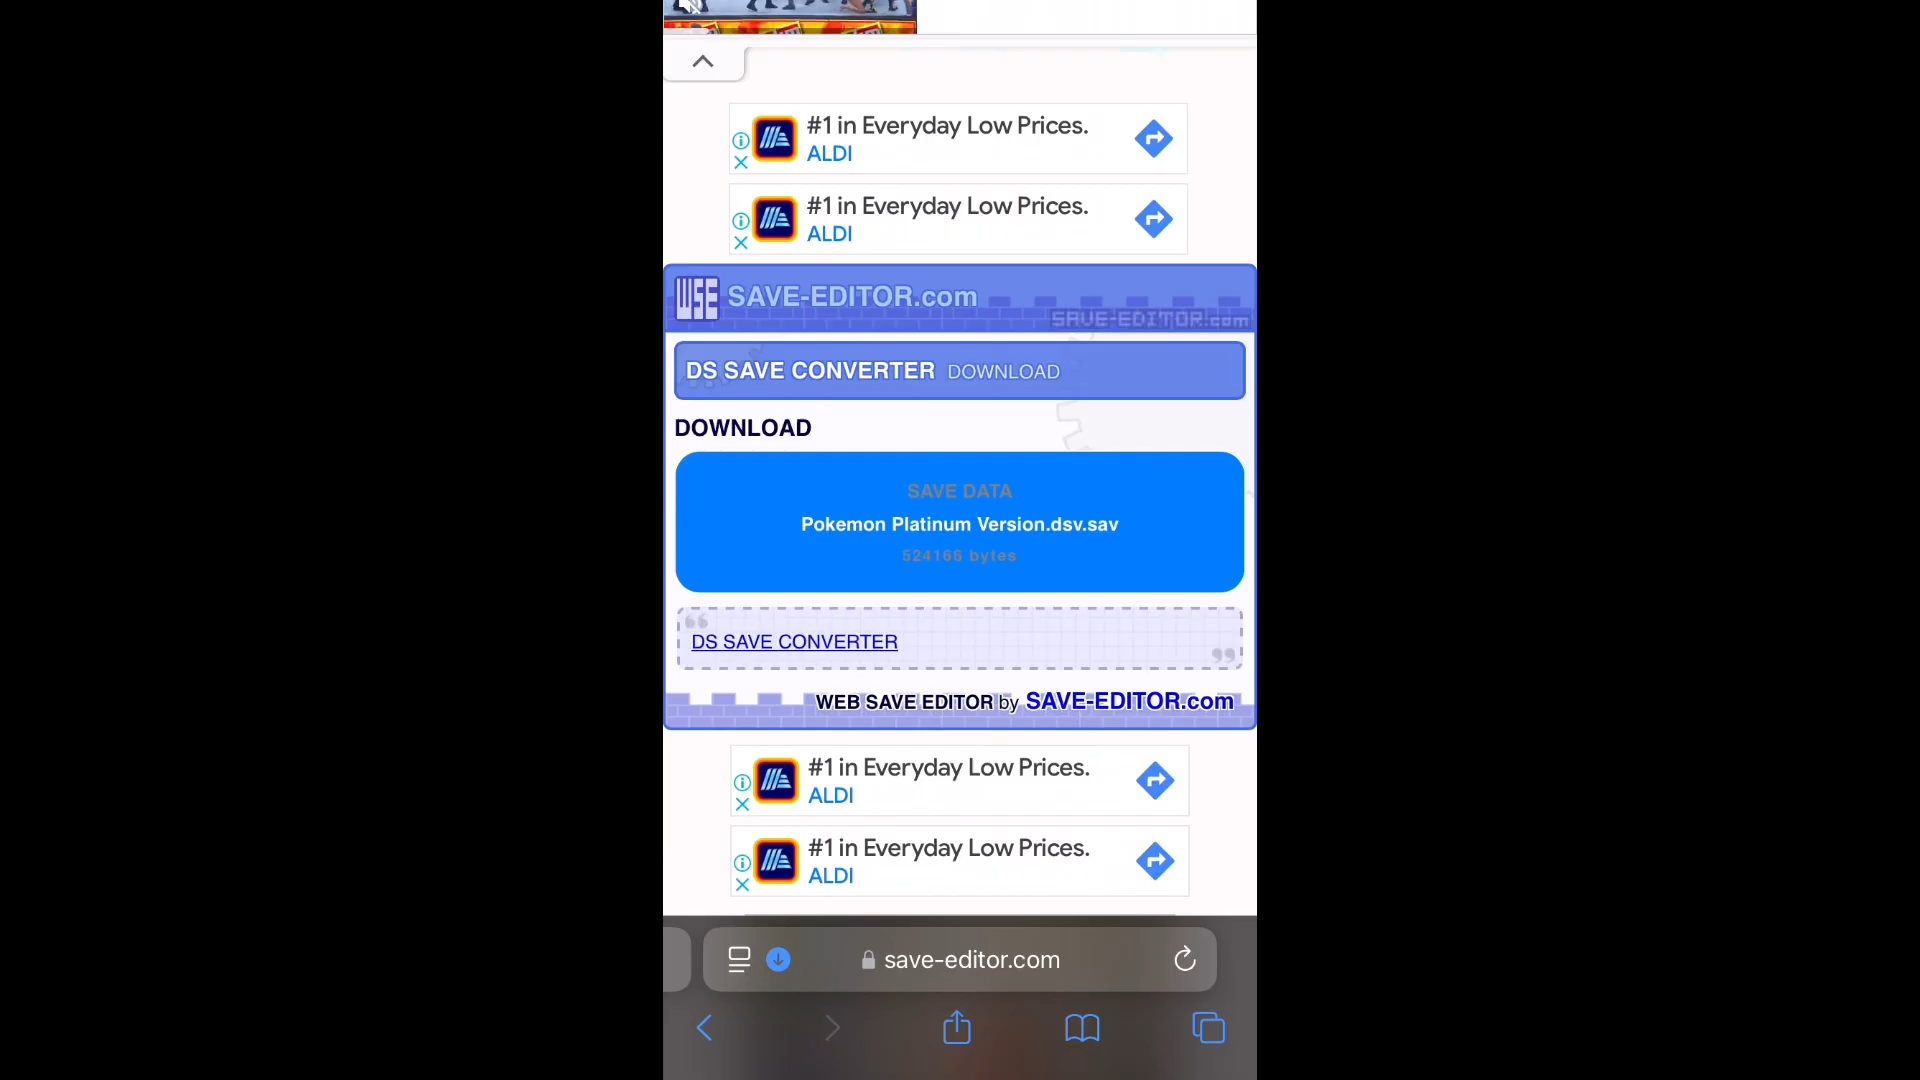 #1 in Everyday Low Prices.
ALDI
#1 in Everyday Low Prices.
ALDI
SAVE-EDITOR.com
SAVE-EDITOR.com
DS SAVE CONVERTER DOWNLOAD
DOWNLOAD
SAVE DATA
Pokemon Platinum Version.dsv.sav
524166 bytes
DS SAVE CONVERTER
WEB SAVE EDITOR by SAVE-EDITOR.com
#1 in Everyday Low Prices.
ALDI
#1 in Everyday Low Prices.
ALDI
save-editor.com